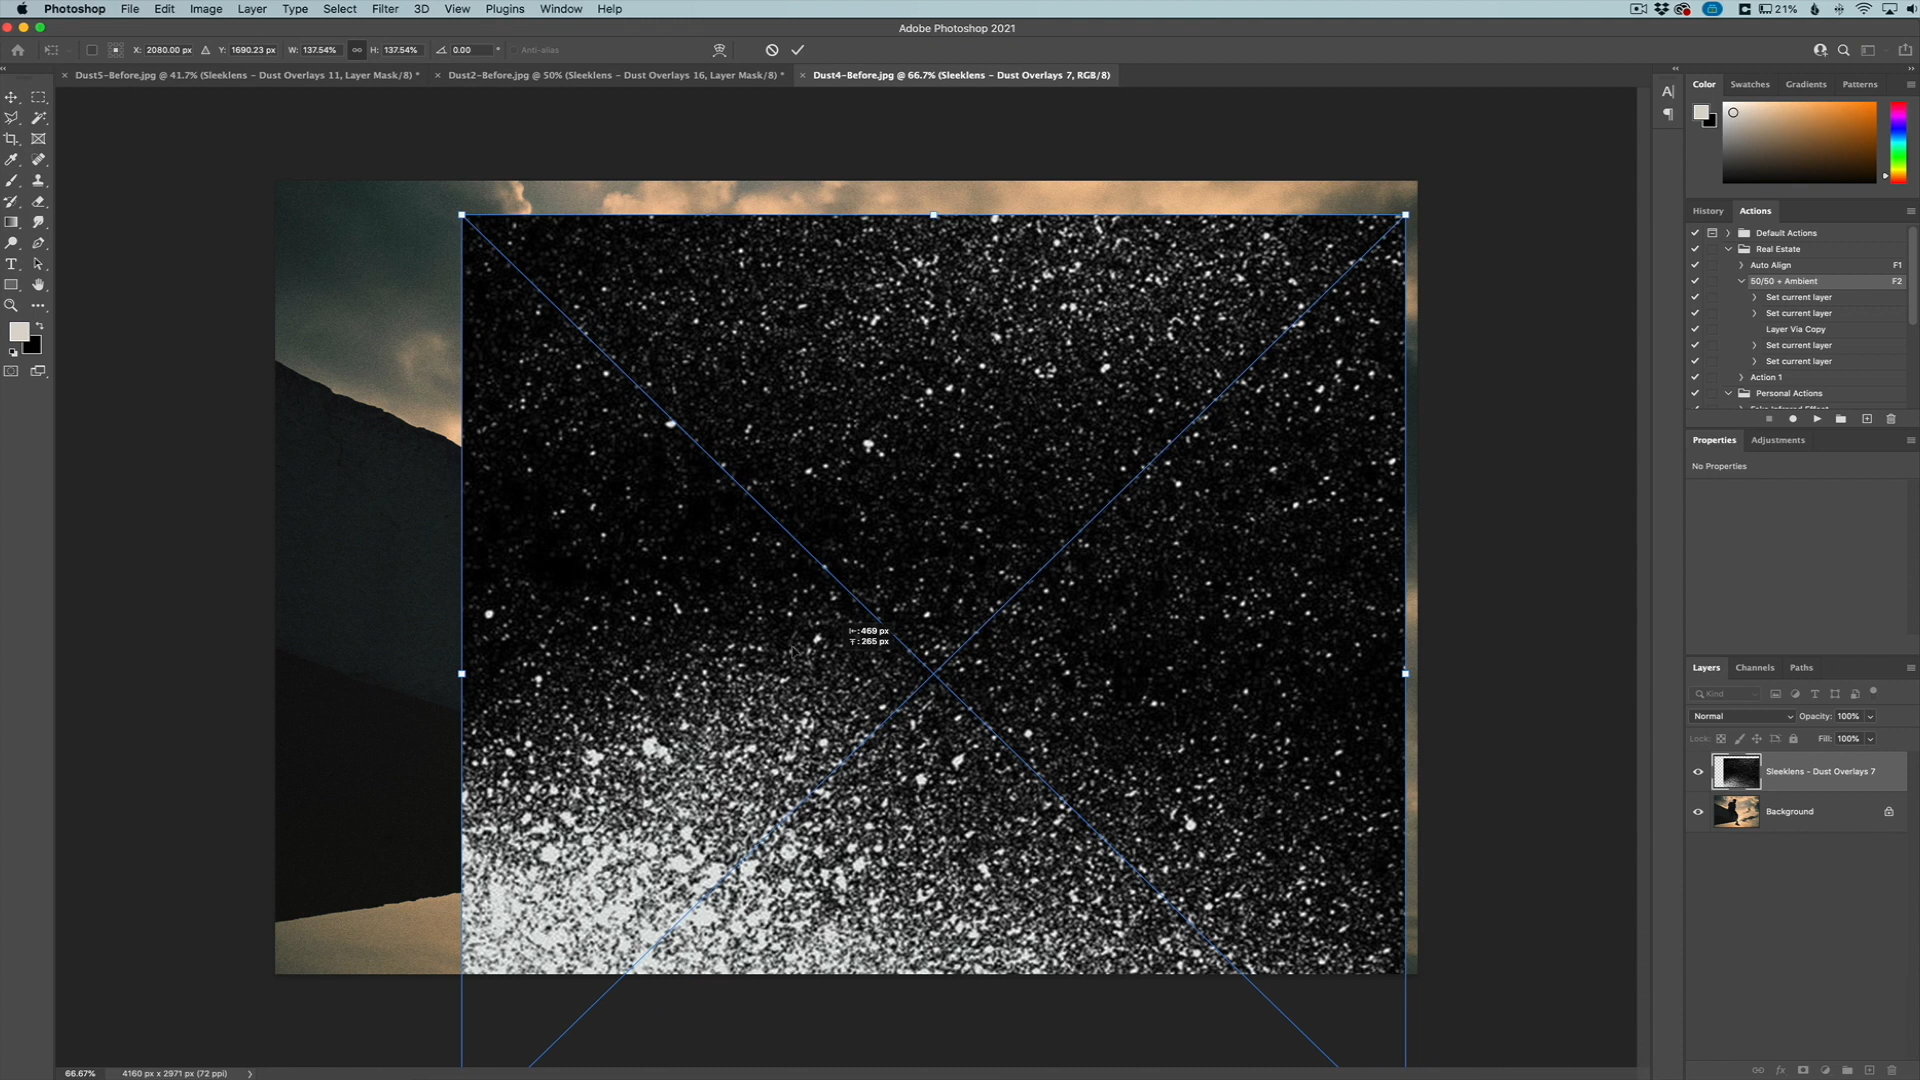 Photoshop File Edit Image Layer Type Select Filter 3D View Plugins Window Help 21%
Adobe Photoshop 2021
X: 2080.00 px Y: 1690.23 px W: 137.54% H: 137.54% 0.00 ° Anti-alias
Dust5-Before.jpg @ 41.7% (Sleeklens - Dust Overlays 11, Layer Mask/8) * Dust2-Before.jpg @ 50% (Sleeklens - Dust Overlays 16, Layer Mask/8) * Dust4-Before.jpg @ 66.7% (Sleeklens - Dust Overlays 7, RGB/8)
Color Swatches Gradients Patterns
History Actions
Default Actions
Real Estate
Auto Align F1
50/50 + Ambient F2
Set current layer
Set current layer
Layer Via Copy
Set current layer
Set current layer
Action 1
Personal Actions
Properties Adjustments
No Properties
: 469 px
: 265 px
Layers Channels Paths
Kind
Normal Opacity: 100%
Lock: Fill: 100%
Sleeklens - Dust Overlays 7
Background
66.67% 4160 px x 2971 px (72 ppi)